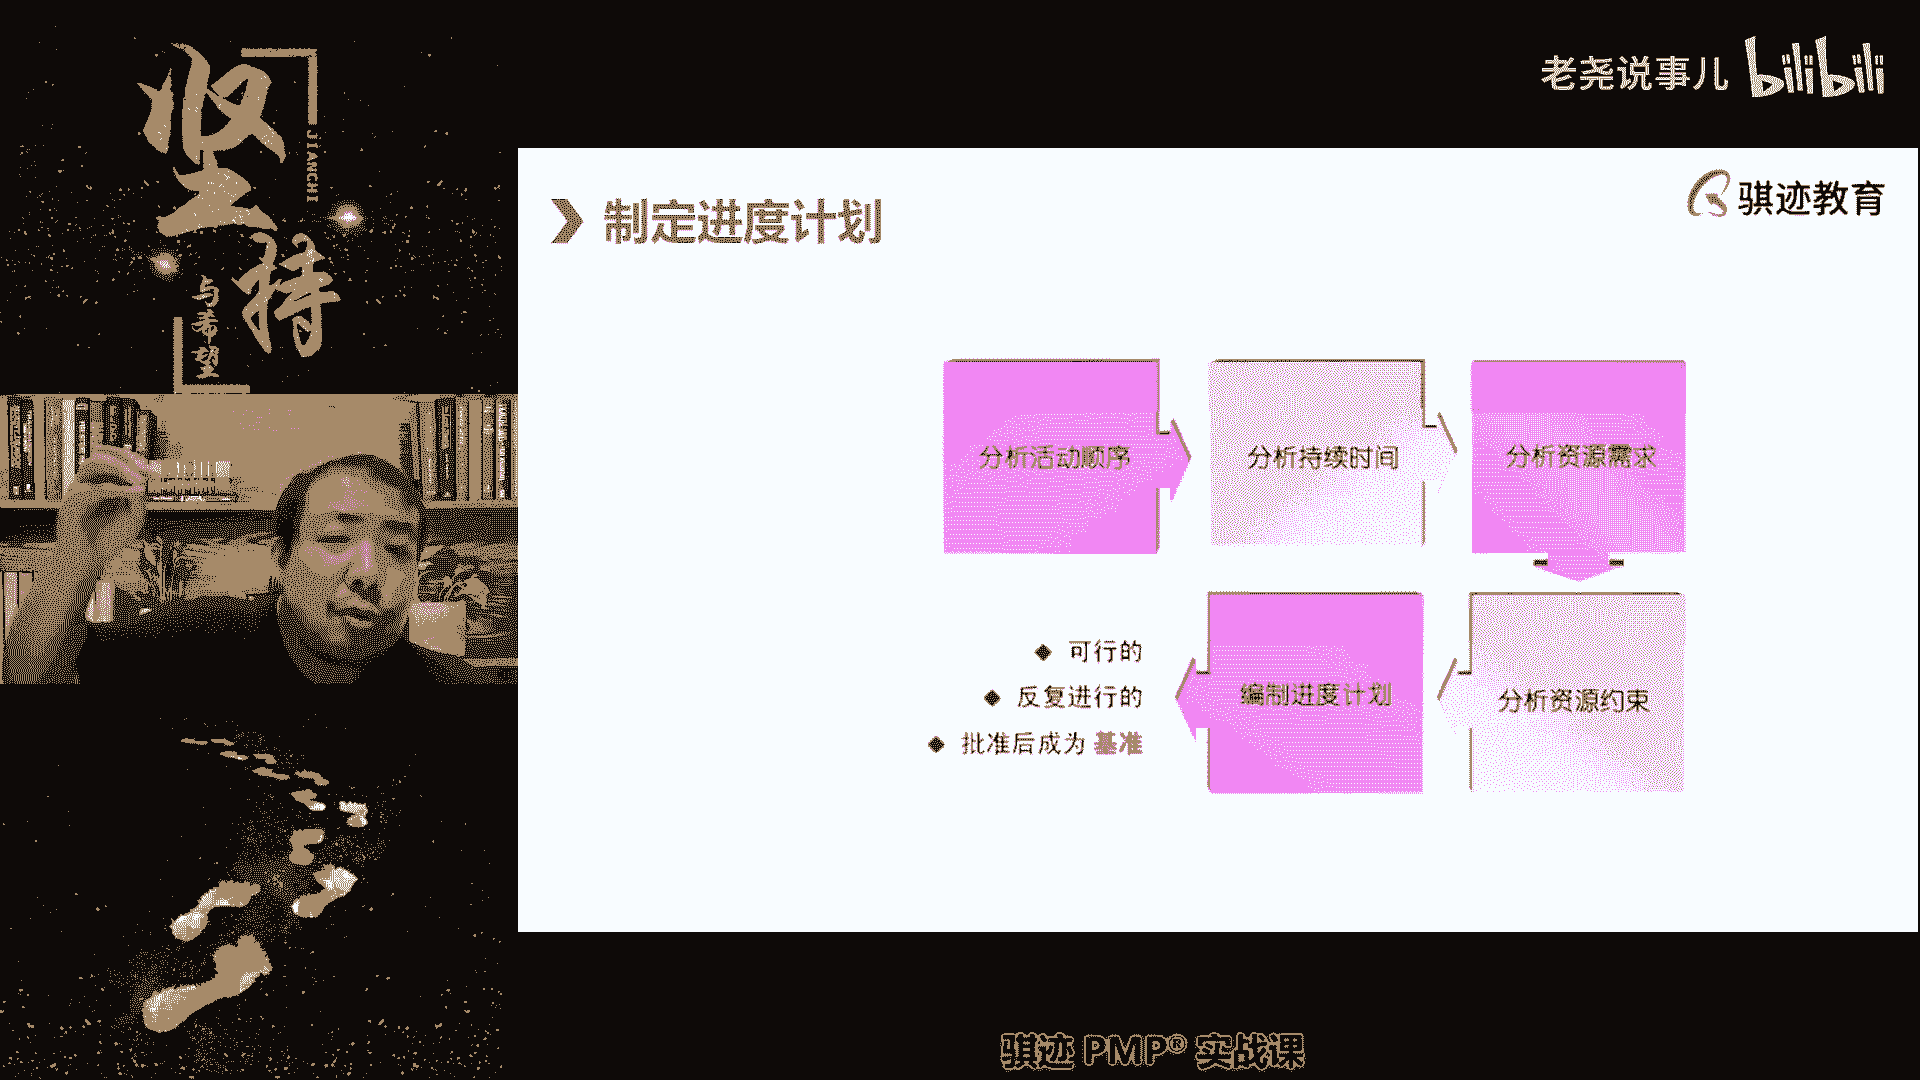 坚持
JIANCHI
与希望
老尧说事儿 bilibili
骐迹教育
制定进度计划
分析活动顺序
分析持续时间
分析资源需求
分析资源约束
编制进度计划
可行的
反复进行的
批准后成为 基准
骐迹 PMP® 实战课